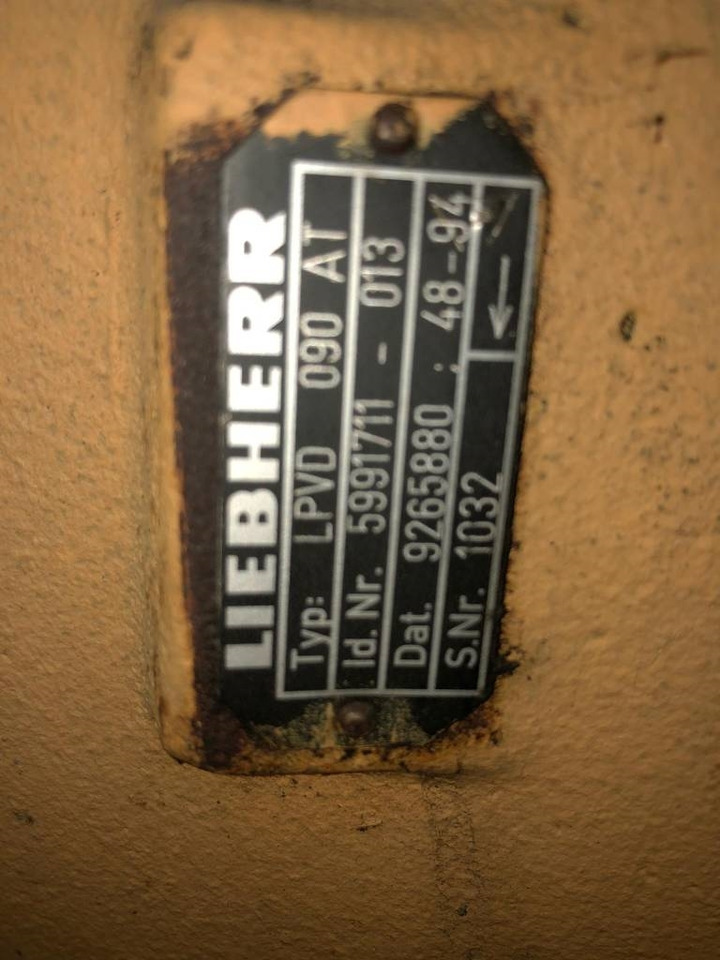 LIEBHERR
Typ: LPVD 090 AT
Id. Nr. 5991711 - 013
Dat. 9265880 ; 48-94
S.Nr. 1032 ←